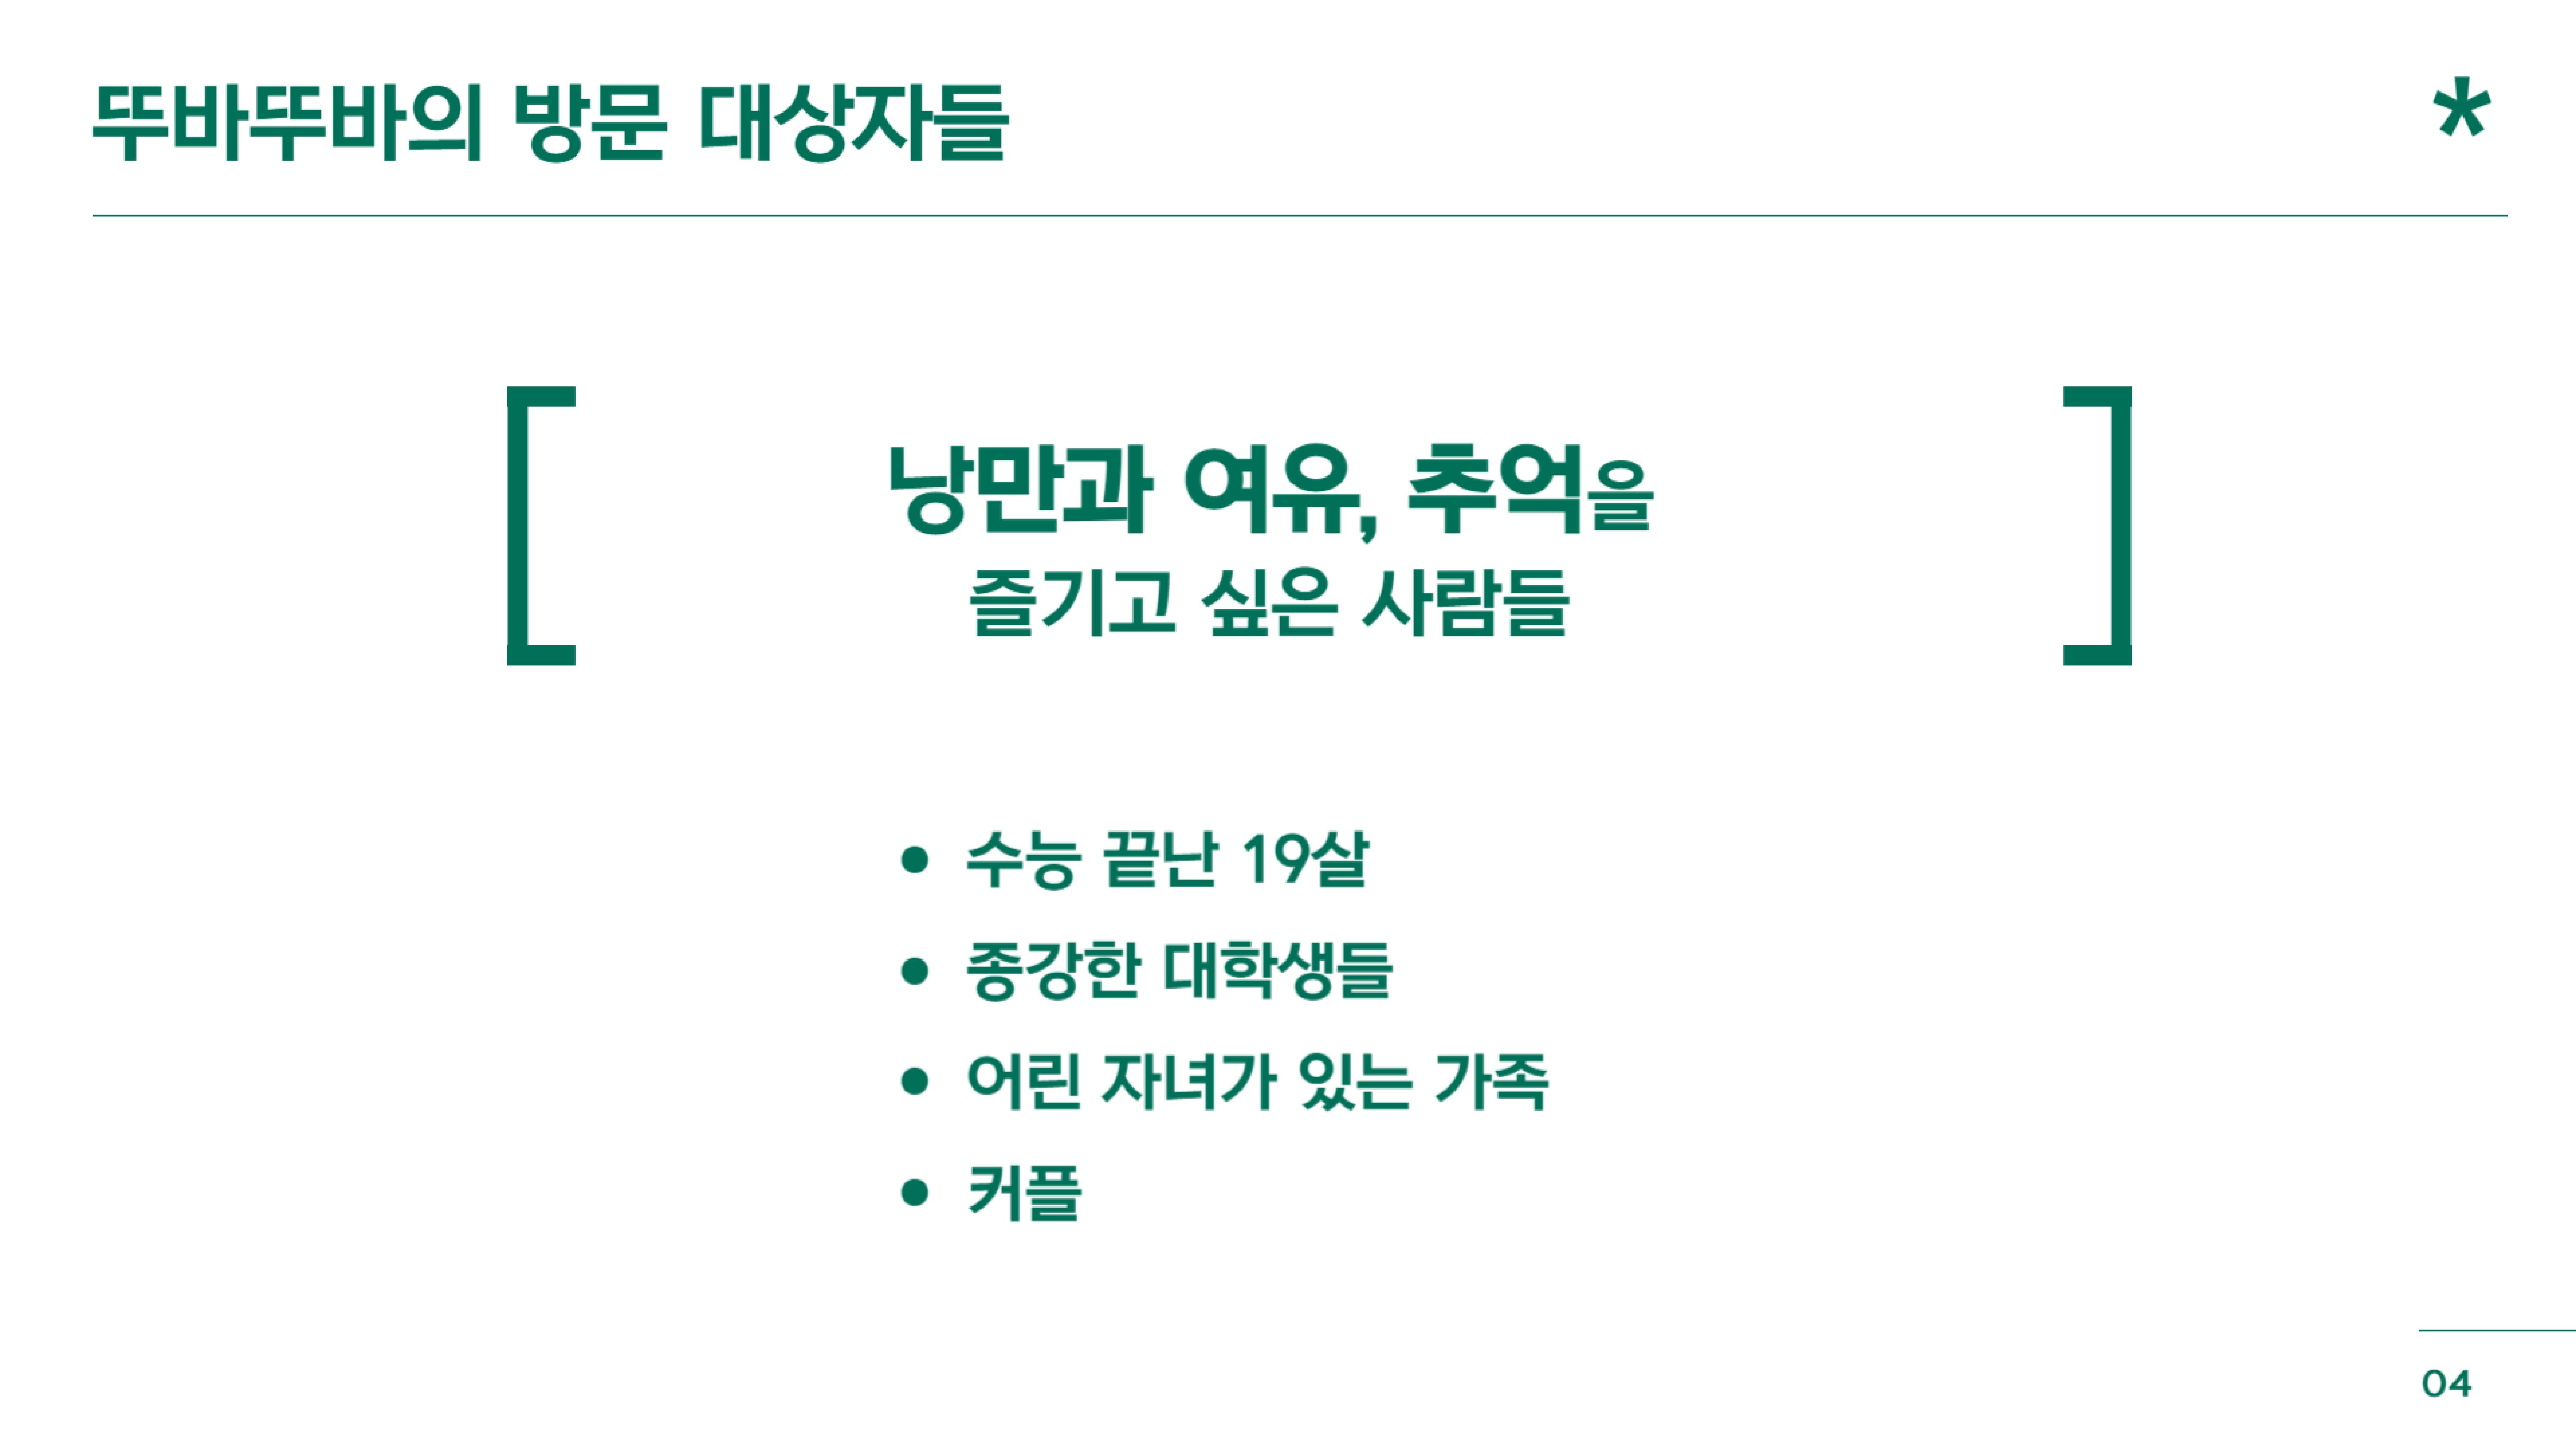 뚜바뚜바의 방문 대상자들
*
[ 낭만과 여유, 추억을
즐기고 싶은 사람들 ]
• 수능 끝난 19살
• 종강한 대학생들
• 어린 자녀가 있는 가족
• 커플
04